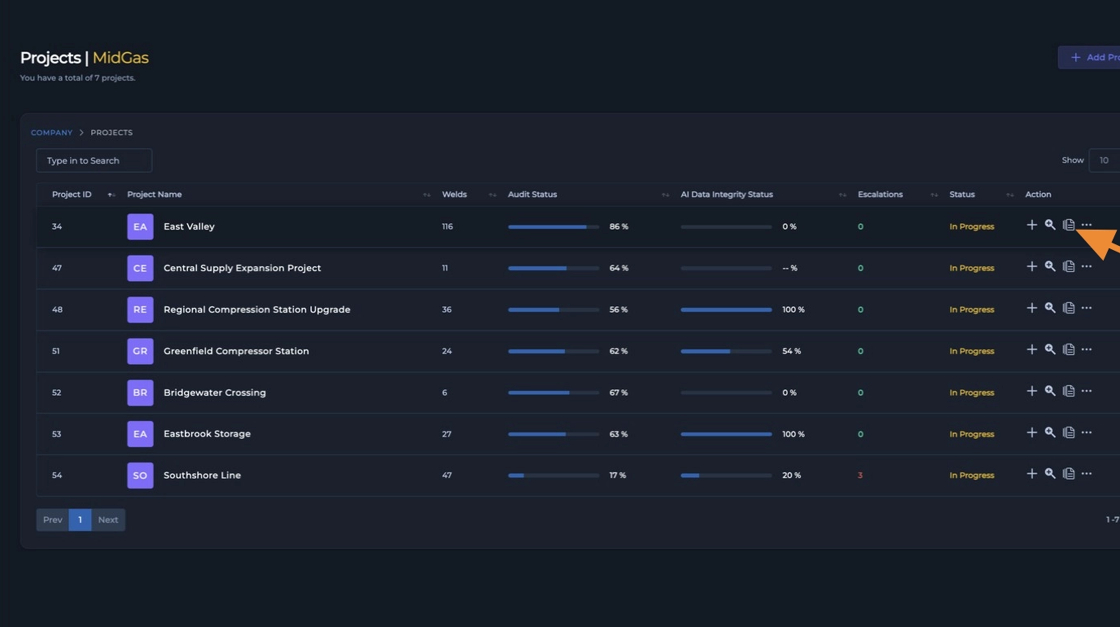 Projects | MidGas
You have a total of 7 projects.
+ Add Pro
COMPANY > PROJECTS
Type in to Search
Show 10
Project ID Project Name Welds Audit Status AI Data Integrity Status Escalations Status Action
34 EA East Valley 116 86 % 0 % 0 In Progress
47 CE Central Supply Expansion Project 11 64 % -- % 0 In Progress
48 RE Regional Compression Station Upgrade 36 56 % 100 % 0 In Progress
51 GR Greenfield Compressor Station 24 62 % 54 % 0 In Progress
52 BR Bridgewater Crossing 6 67 % 0 % 0 In Progress
53 EA Eastbrook Storage 27 63 % 100 % 0 In Progress
54 SO Southshore Line 47 17 % 20 % 3 In Progress
Prev 1 Next
1 -7